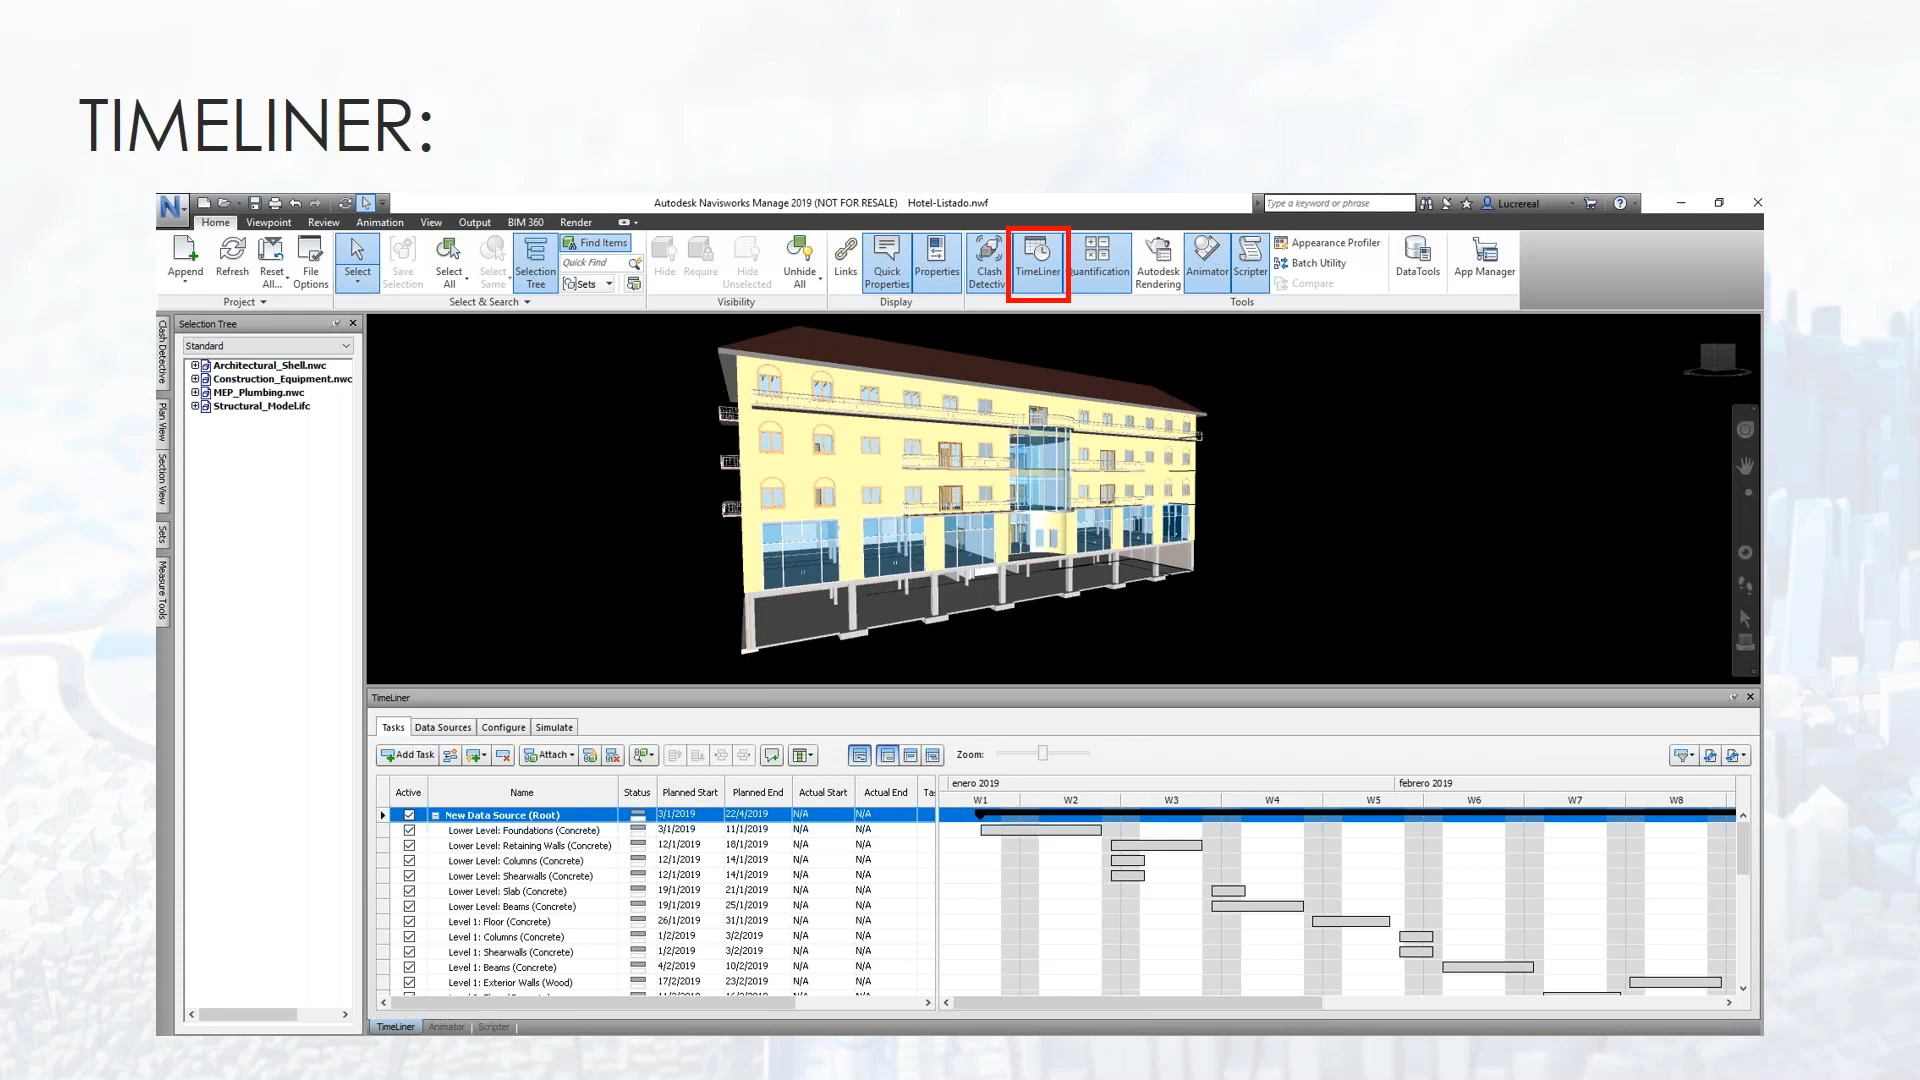 TIMELINER:
Autodesk Navisworks Manage 2019 (NOT FOR RESALE) Hotel-Listado.nwf
Type a keyword or phrase
Lucrereal
Home Viewpoint Review Animation View Output BIM 360 Render
Append
Refresh
Reset All...
File Options
Project
Select
Save Selection
Select All
Select Same
Selection Tree
Find Items
Quick Find
Sets
Select & Search
Hide
Require
Hide Unselected
Unhide All
Visibility
Links
Quick Properties
Properties
Display
Clash Detective
TimeLiner
Quantification
Autodesk Rendering
Animator
Scripter
Appearance Profiler
Batch Utility
Compare
Tools
DataTools
App Manager
Clash Detective
Plan View
Section View
Sets
Measure Tools
Selection Tree
Standard
Architectural_Shell.nwc
Construction_Equipment.nwc
MEP_Plumbing.nwc
Structural_Model.ifc
TimeLiner
Tasks Data Sources Configure Simulate
Add Task Attach Zoom:
Active Name Status Planned Start Planned End Actual Start Actual End Ta
enero 2019 febrero 2019
W1 W2 W3 W4 W5 W6 W7 W8
New Data Source (Root) 3/1/2019 22/4/2019 N/A N/A
Lower Level: Foundations (Concrete) 3/1/2019 11/1/2019 N/A N/A
Lower Level: Retaining Walls (Concrete) 12/1/2019 18/1/2019 N/A N/A
Lower Level: Columns (Concrete) 12/1/2019 14/1/2019 N/A N/A
Lower Level: Shearwalls (Concrete) 12/1/2019 14/1/2019 N/A N/A
Lower Level: Slab (Concrete) 19/1/2019 21/1/2019 N/A N/A
Lower Level: Beams (Concrete) 19/1/2019 25/1/2019 N/A N/A
Level 1: Floor (Concrete) 26/1/2019 31/1/2019 N/A N/A
Level 1: Columns (Concrete) 1/2/2019 3/2/2019 N/A N/A
Level 1: Shearwalls (Concrete) 1/2/2019 3/2/2019 N/A N/A
Level 1: Beams (Concrete) 4/2/2019 10/2/2019 N/A N/A
Level 1: Exterior Walls (Wood) 17/2/2019 23/2/2019 N/A N/A
TimeLiner Animator Scripter